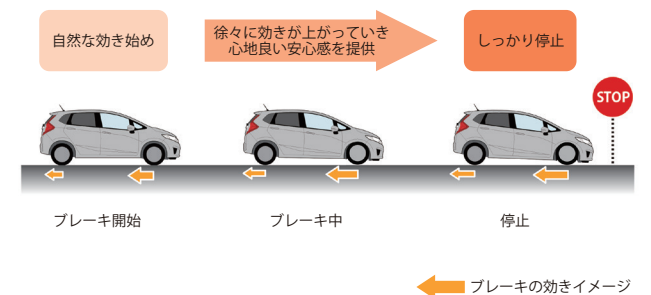 自然な効き始め
徐々に効きが上がっていき
心地良い安心感を提供
しっかり停止
STOP
ブレーキ開始
ブレーキ中
停止
ブレーキの効きイメージ